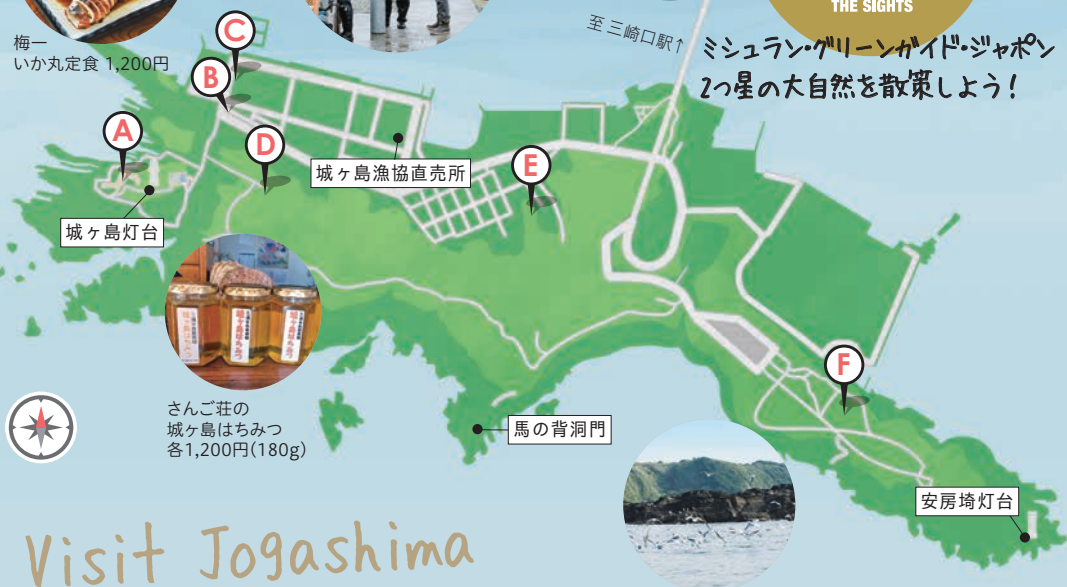 THE SIGHTS
至 三崎口駅↑
ミシュラン・グリーンガイド・ジャポン
2つ星の大自然を散策しよう！
梅一
いか丸定食 1,200円
C
B
A
D
E
城ヶ島漁協直売所
城ヶ島灯台
さんご荘の
城ヶ島はちみつ
各1,200円(180g)
馬の背洞門
F
安房埼灯台
Visit Jogashima